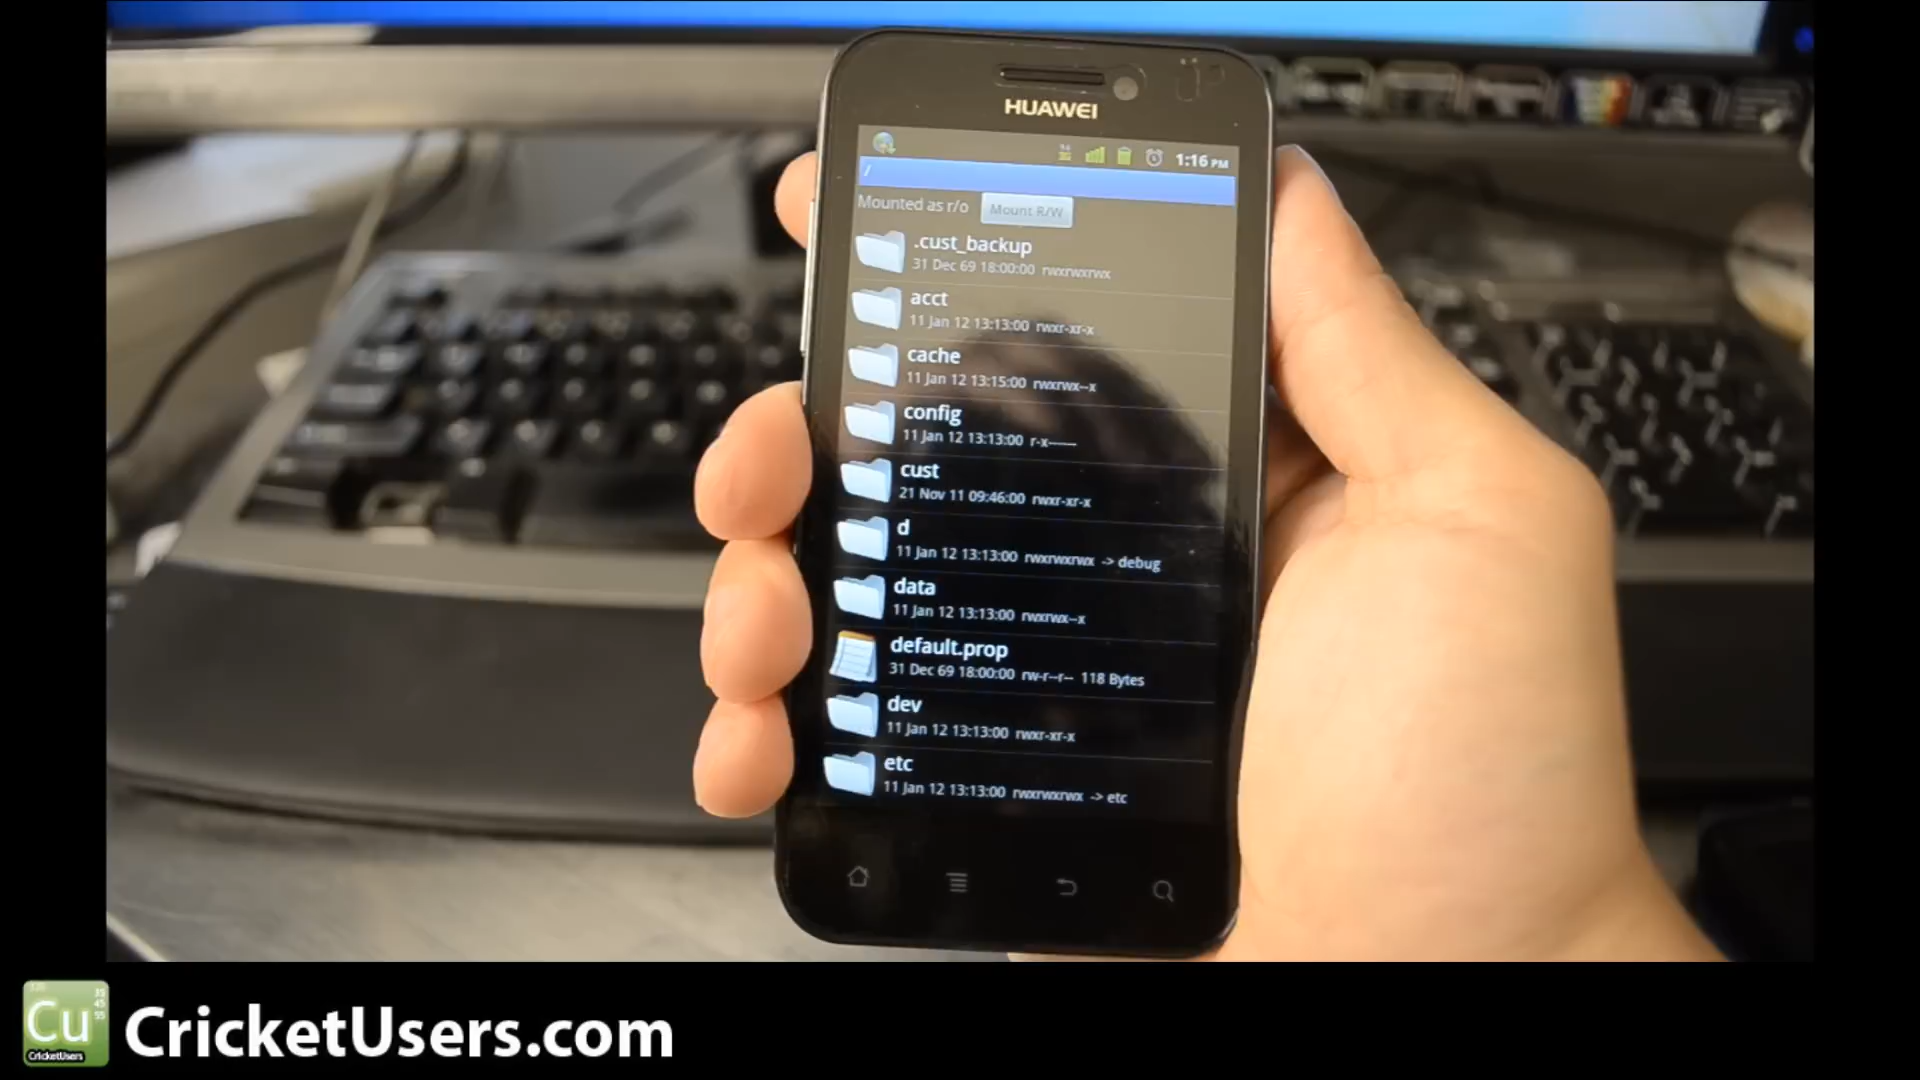 HUAWEI
1:16 PM
/
Mounted as r/o Mount R/W
.cust_backup
31 Dec 69 18:00:00 rwxrwxrwx
acct
11 Jan 12 13:13:00 rwxr-xr-x
cache
11 Jan 12 13:15:00 rwxrwx--x
config
11 Jan 12 13:13:00 r-x------
cust
21 Nov 11 09:46:00 rwxr-xr-x
d
11 Jan 12 13:13:00 rwxrwxrwx -> debug
data
11 Jan 12 13:13:00 rwxrwx--x
default.prop
31 Dec 69 18:00:00 rw-r--r-- 118 Bytes
dev
11 Jan 12 13:13:00 rwxr-xr-x
etc
11 Jan 12 13:13:00 rwxrwxrwx -> etc
Cu
CricketUsers
CricketUsers.com